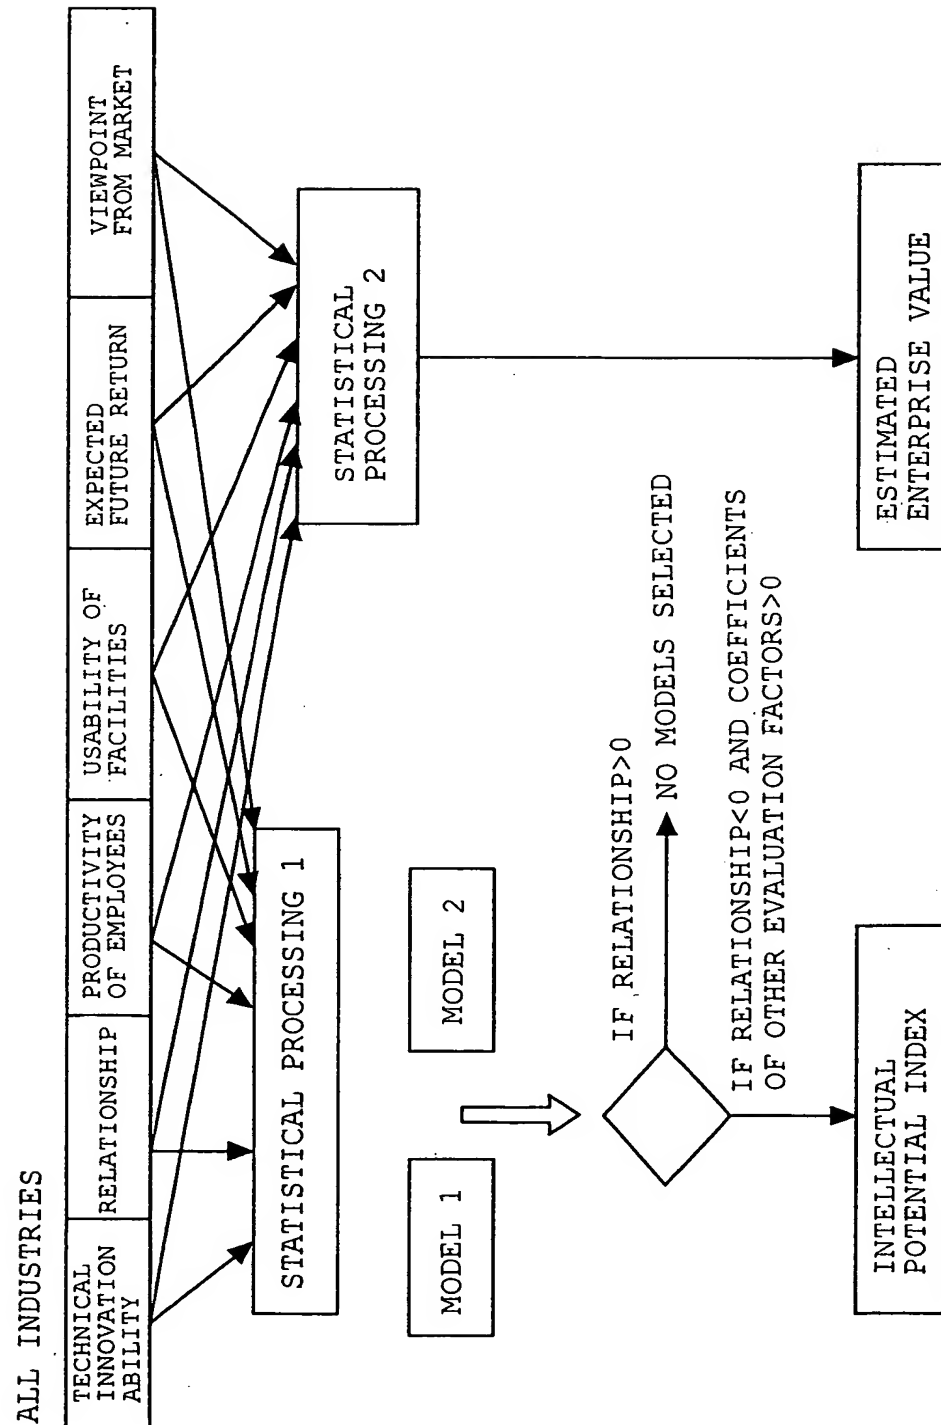 ALL INDUSTRIES
TECHNICAL
INNOVATION
ABILITY
RELATIONSHIP
PRODUCTIVITY
OF EMPLOYEES
USABILITY OF
FACILITIES
EXPECTED
FUTURE RETURN
VIEWPOINT
FROM MARKET
STATISTICAL PROCESSING 1
STATISTICAL
PROCESSING 2
MODEL 1
MODEL 2
IF RELATIONSHIP>0
NO MODELS SELECTED
IF RELATIONSHIP<0 AND COEFFICIENTS
OF OTHER EVALUATION FACTORS>0
INTELLECTUAL
POTENTIAL INDEX
ESTIMATED
ENTERPRISE VALUE